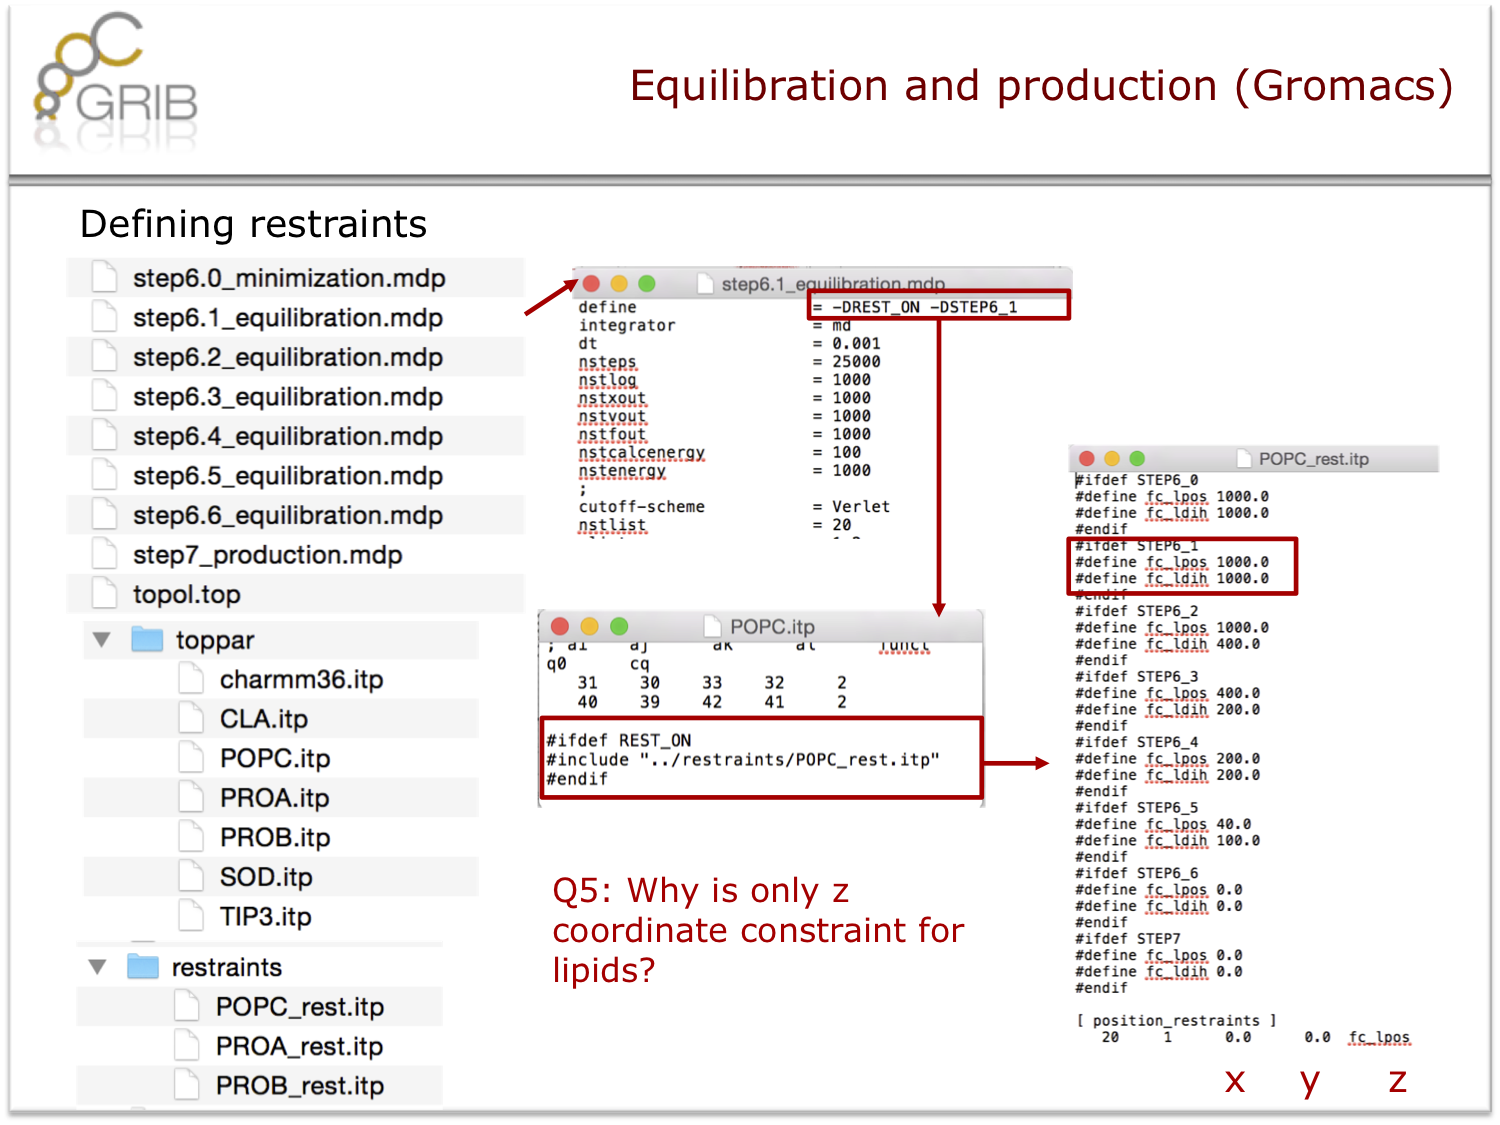 GRIB
Equilibration and production (Gromacs)
Defining restraints
step6.0_minimization.mdp
step6.1_equilibration.mdp
step6.2_equilibration.mdp
step6.3_equilibration.mdp
step6.4_equilibration.mdp
step6.5_equilibration.mdp
step6.6_equilibration.mdp
step7_production.mdp
topol.top
toppar
charmm36.itp
CLA.itp
POPC.itp
PROA.itp
PROB.itp
SOD.itp
TIP3.itp
restraints
POPC_rest.itp
PROA_rest.itp
PROB_rest.itp
step6.1_equilibration.mdp
define = -DREST_ON -DSTEP6_1
integrator = md
dt = 0.001
nsteps = 25000
nstlog = 1000
nstxout = 1000
nstvout = 1000
nstfout = 1000
nstcalcenergy = 100
nstenergy = 1000
;
cutoff-scheme = Verlet
nstlist = 20
POPC.itp
; ai aj ak al funct
q0 cq
31 30 33 32 2
40 39 42 41 2
#ifdef REST_ON
#include "../restraints/POPC_rest.itp"
#endif
Q5: Why is only z
coordinate constraint for
lipids?
POPC_rest.itp
#ifdef STEP6_0
#define fc_lpos 1000.0
#define fc_ldih 1000.0
#endif
#ifdef STEP6_1
#define fc_lpos 1000.0
#define fc_ldih 1000.0
#endif
#ifdef STEP6_2
#define fc_lpos 1000.0
#define fc_ldih 400.0
#endif
#ifdef STEP6_3
#define fc_lpos 400.0
#define fc_ldih 200.0
#endif
#ifdef STEP6_4
#define fc_lpos 200.0
#define fc_ldih 200.0
#endif
#ifdef STEP6_5
#define fc_lpos 40.0
#define fc_ldih 100.0
#endif
#ifdef STEP6_6
#define fc_lpos 0.0
#define fc_ldih 0.0
#endif
#ifdef STEP7
#define fc_lpos 0.0
#define fc_ldih 0.0
#endif
[ position_restraints ]
20 1 0.0 0.0 fc_lpos
x y z